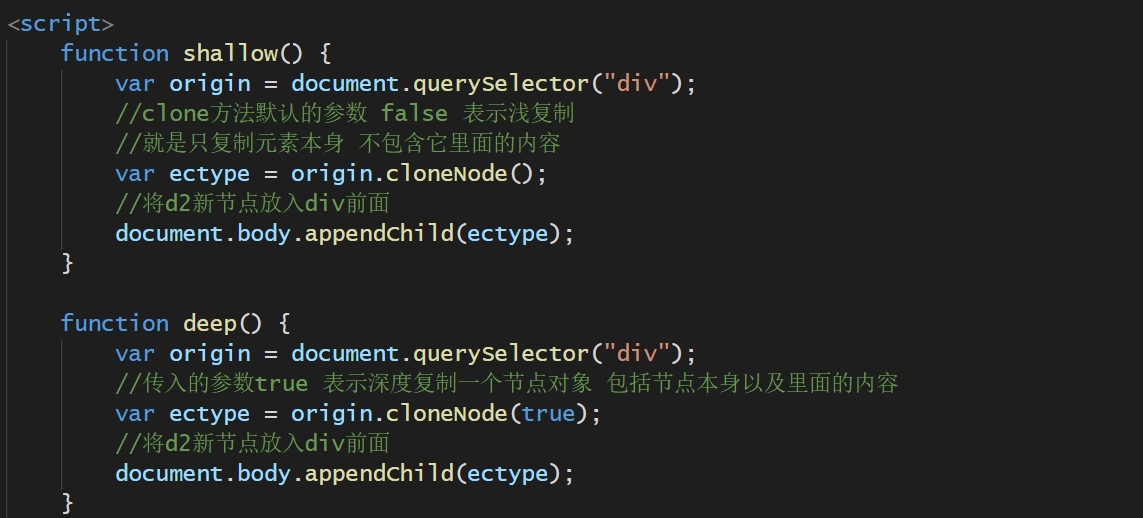 <script>
function shallow() {
var origin = document.querySelector("div");
//clone方法默认的参数 false 表示浅复制
//就是只复制元素本身 不包含它里面的内容
var ectype = origin.cloneNode();
//将d2新节点放入div前面
document.body.appendChild(ectype);
}
function deep() {
var origin = document.querySelector("div");
//传入的参数true 表示深度复制一个节点对象 包括节点本身以及里面的内容
var ectype = origin.cloneNode(true);
//将d2新节点放入div前面
document.body.appendChild(ectype);
}